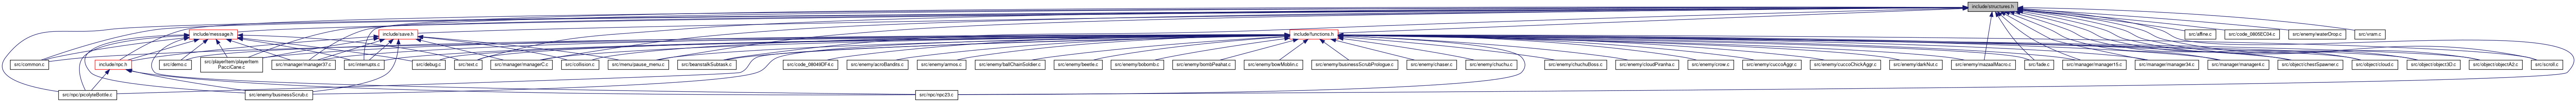 include/structures.h
include/message.h
include/save.h
include/functions.h
src/affine.c
src/code_0805EC04.c
src/enemy/waterDrop.c
src/vram.c
src/common.c
include/npc.h
src/demo.c
src/playerItem/playerItem
PacciCane.c
src/manager/manager37.c
src/interrupts.c
src/debug.c
src/text.c
src/manager/managerC.c
src/collision.c
src/menu/pause_menu.c
src/beanstalkSubtask.c
src/code_08049DF4.c
src/enemy/acroBandits.c
src/enemy/armos.c
src/enemy/ballChainSoldier.c
src/enemy/beetle.c
src/enemy/bobomb.c
src/enemy/bombPeahat.c
src/enemy/bowMoblin.c
src/enemy/businessScrubPrologue.c
src/enemy/chaser.c
src/enemy/chuchu.c
src/enemy/chuchuBoss.c
src/enemy/cloudPiranha.c
src/enemy/crow.c
src/enemy/cuccoAggr.c
src/enemy/cuccoChickAggr.c
src/enemy/darkNut.c
src/enemy/mazaalMacro.c
src/fade.c
src/manager/manager15.c
src/manager/manager34.c
src/manager/manager4.c
src/object/chestSpawner.c
src/object/cloud.c
src/object/object3D.c
src/object/objectA2.c
src/scroll.c
src/npc/picolyteBottle.c
src/enemy/businessScrub.c
src/npc/npc23.c